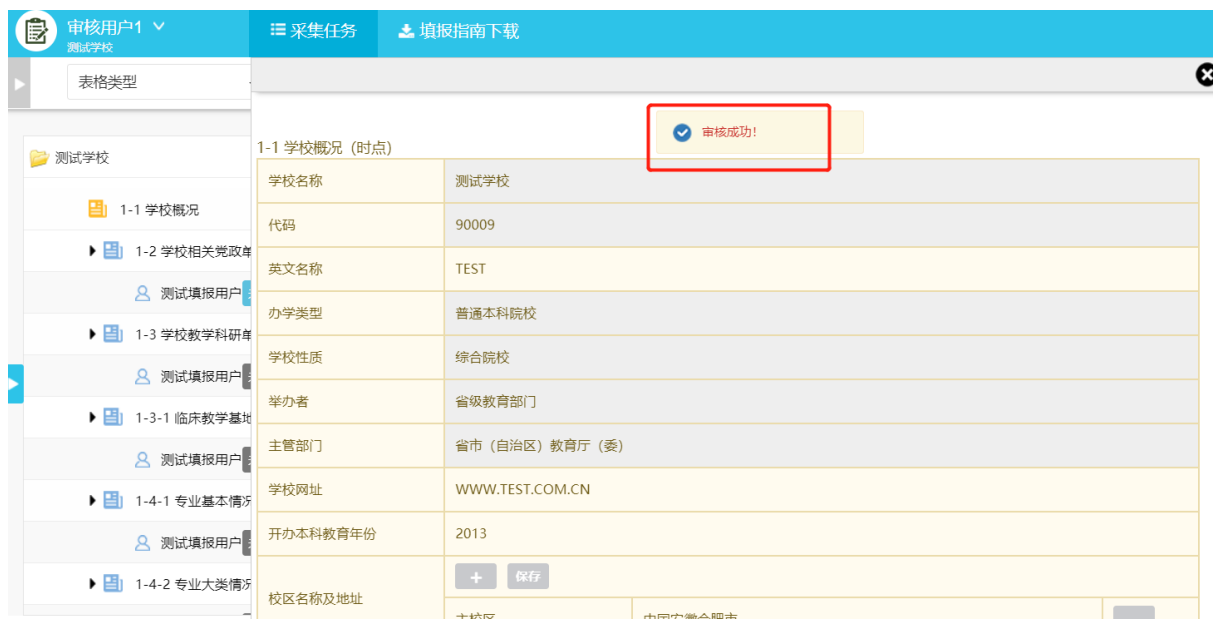 审核用户1
测试学校
采集任务
填报指南下载
表格类型
测试学校
1-1 学校概况
1-2 学校相关党政单
测试填报用户
1-3 学校教学科研单
测试填报用户
1-3-1 临床教学基地
测试填报用户
1-4-1 专业基本情况
测试填报用户
1-4-2 专业大类情况
审核成功!
1-1 学校概况（时点）
学校名称 测试学校
代码 90009
英文名称 TEST
办学类型 普通本科院校
学校性质 综合院校
举办者 省级教育部门
主管部门 省市（自治区）教育厅（委）
学校网址 WWW.TEST.COM.CN
开办本科教育年份 2013
校区名称及地址
+ 保存
主校区 中国安徽合肥市